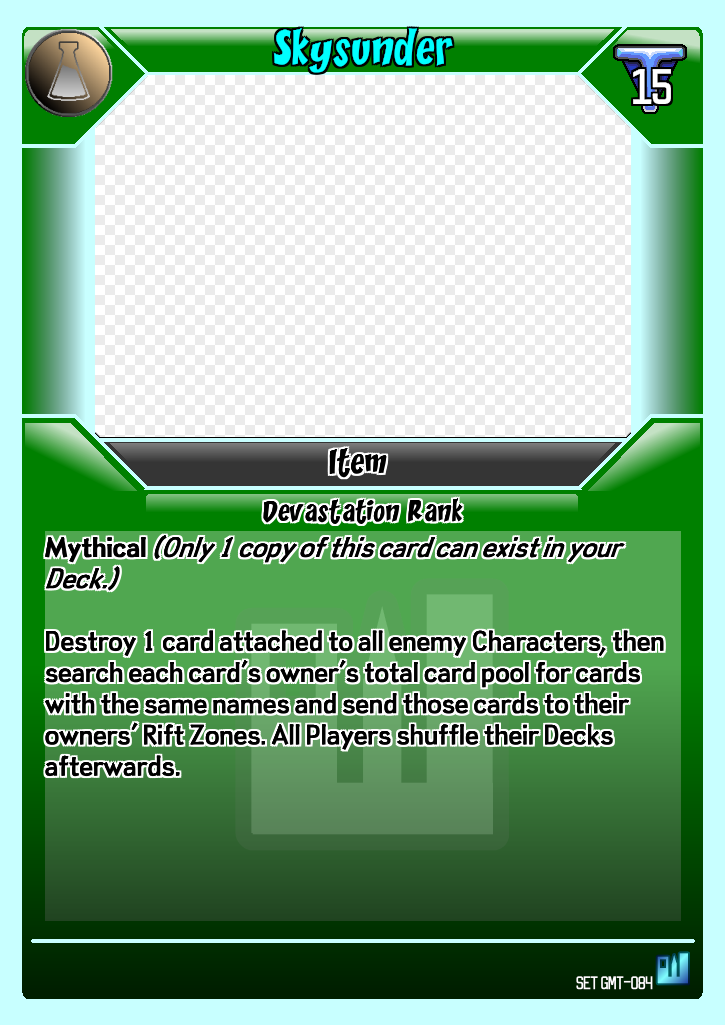 Skysunder
15
Item
Devastation Rank
Mythical (Only 1 copy of this card can exist in your
Deck.)
Destroy 1 card attached to all enemy Characters, then
search each card's owner's total card pool for cards
with the same names and send those cards to their
owners' Rift Zones. All Players shuffle their Decks
afterwards.
SET GMT-084